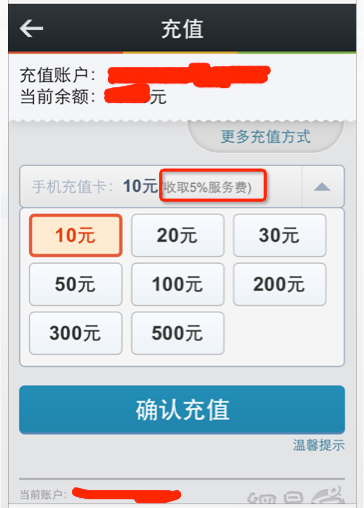 充值
充值账户：
当前余额：元
更多充值方式
手机充值卡：10元 收取5%服务费)
10元 20元 30元
50元 100元 200元
300元 500元
确认充值
温馨提示
当前账户：